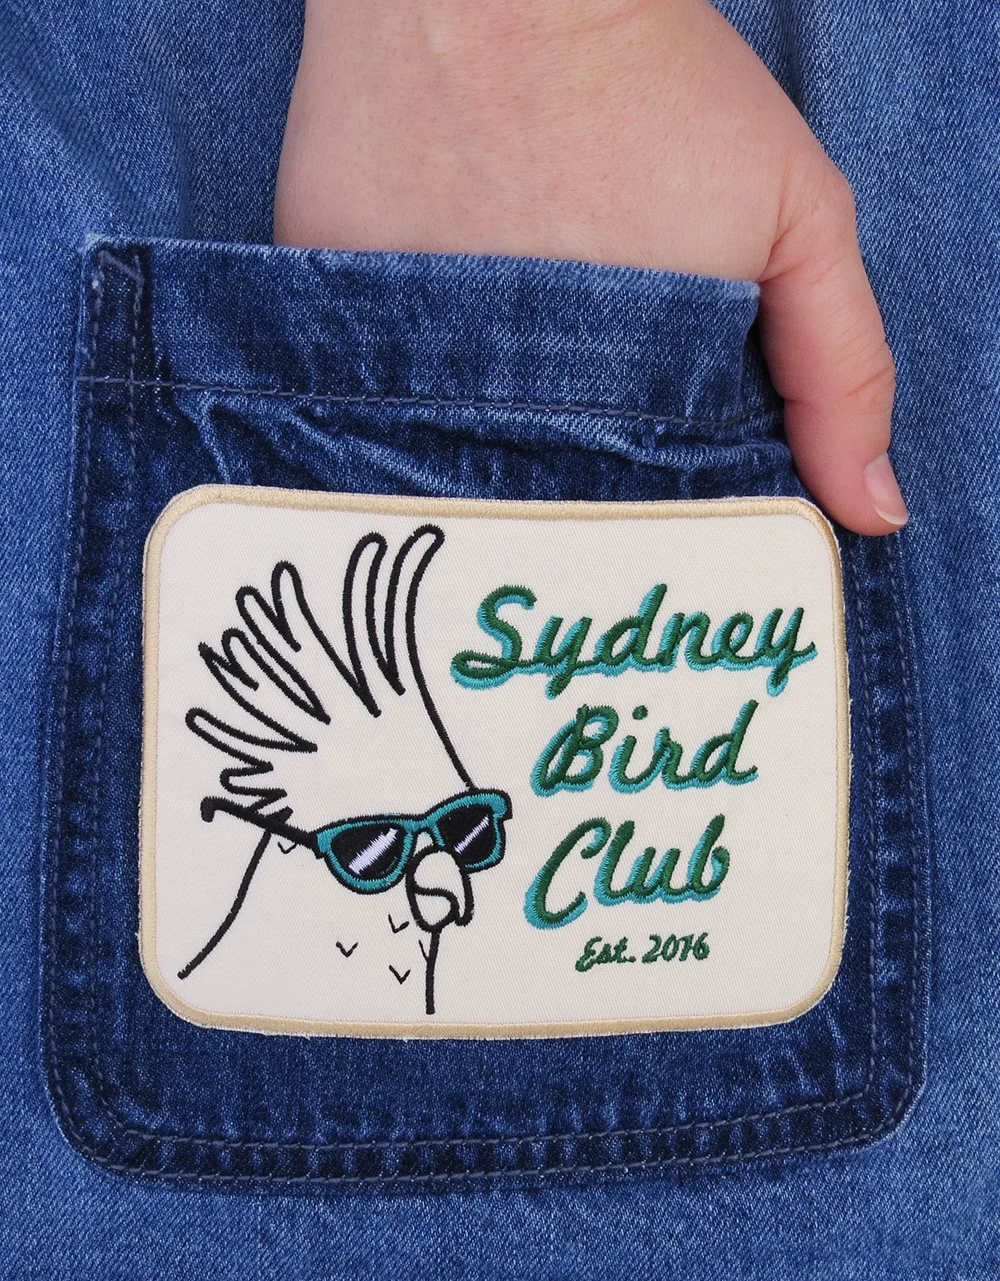 Sydney
Bird
Club
Est. 2016